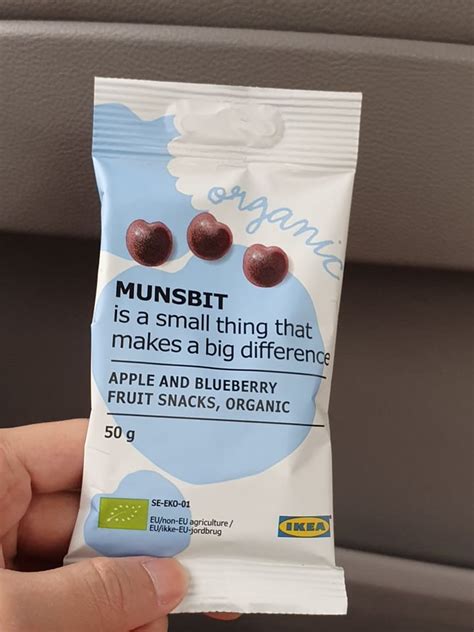 organic
MUNSBIT
is a small thing that
makes a big difference
APPLE AND BLUEBERRY
FRUIT SNACKS, ORGANIC
50 g
SE-EKO-01
EU/non-EU agriculture /
EU/ikke-EU-jordbrug
IKEA